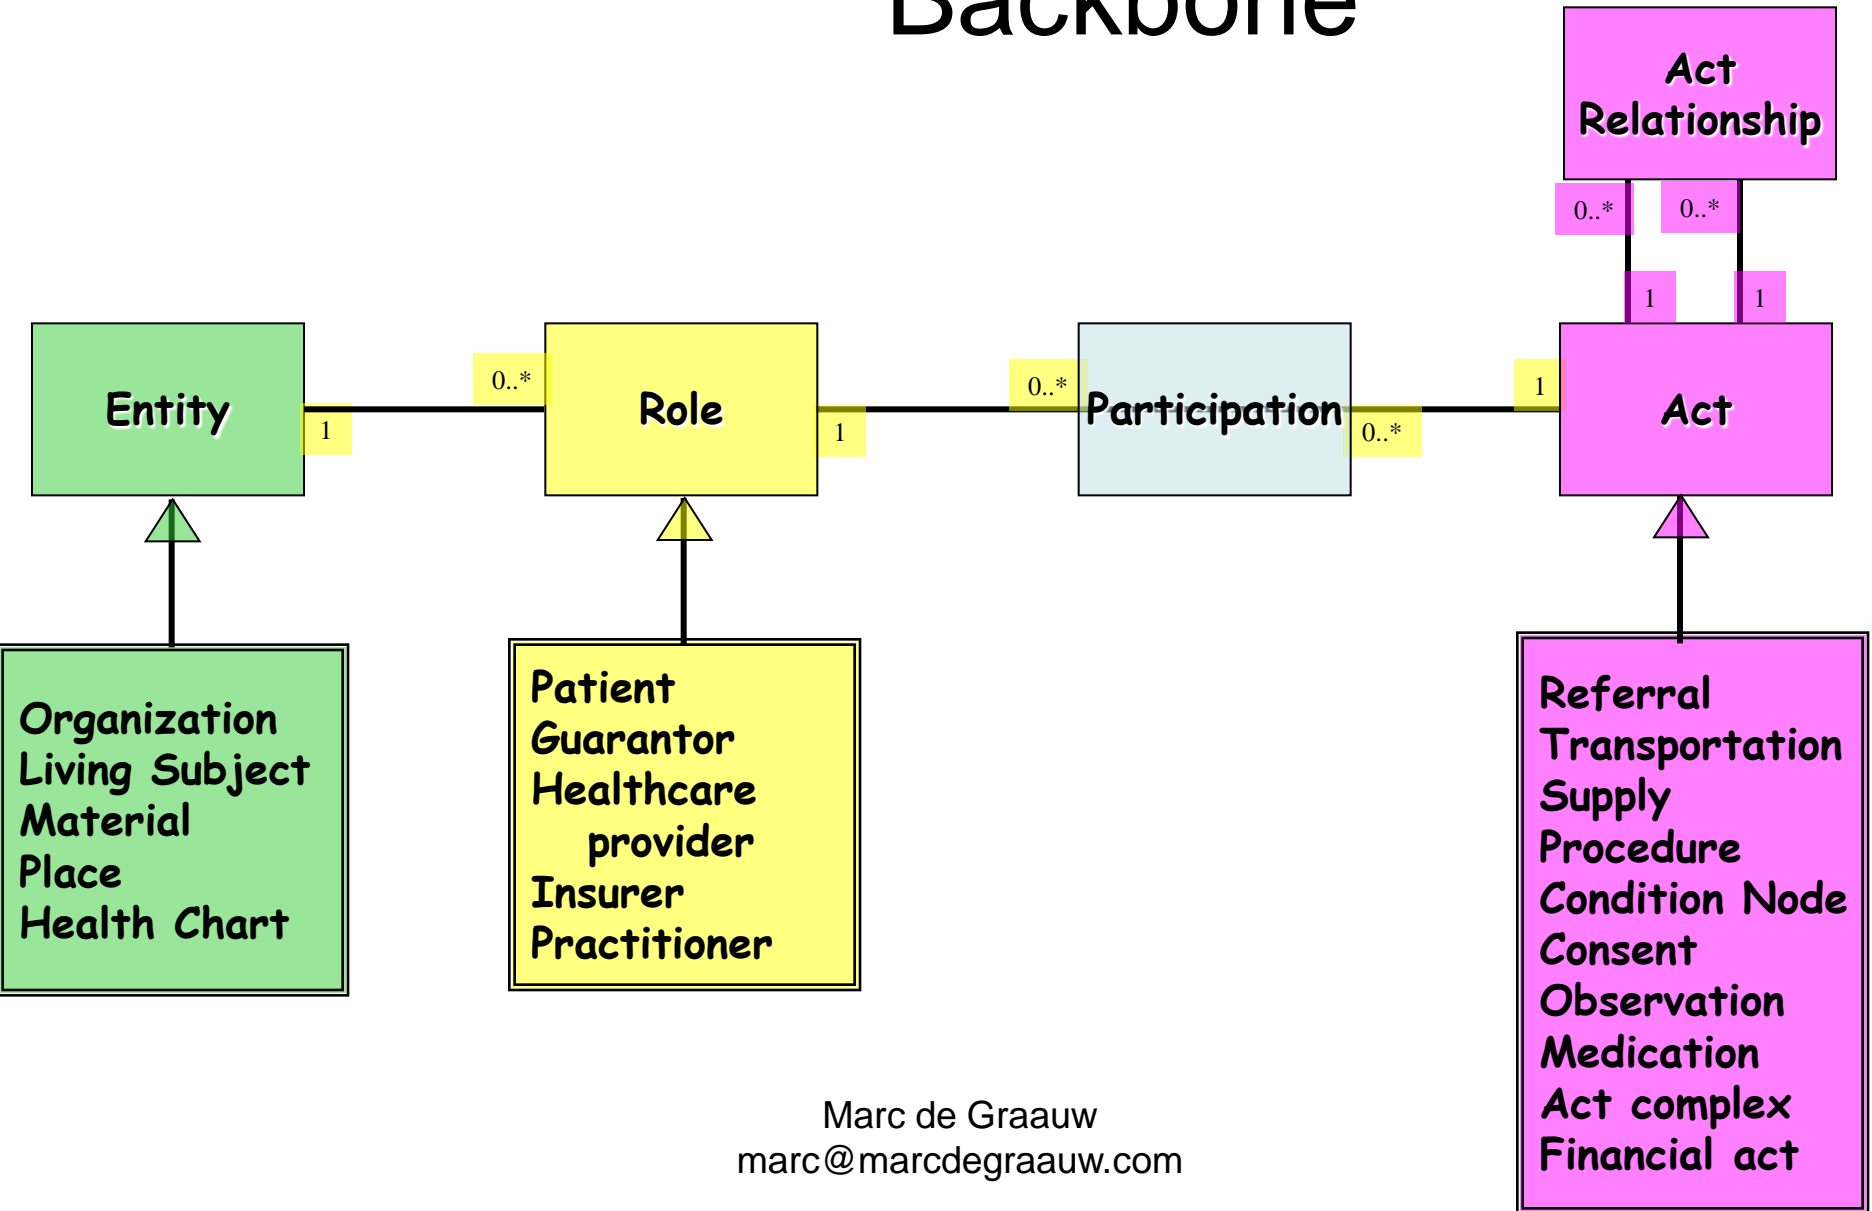 Backbone
Act
Relationship
0..*
0..*
1
1
Entity
1
0..*
Role
1
0..*
Participation
0..*
1
Act
Organization
Living Subject
Material
Place
Health Chart
Patient
Guarantor
Healthcare
provider
Insurer
Practitioner
Referral
Transportation
Supply
Procedure
Condition Node
Consent
Observation
Medication
Act complex
Financial act
Marc de Graauw
marc@marcdegraauw.com